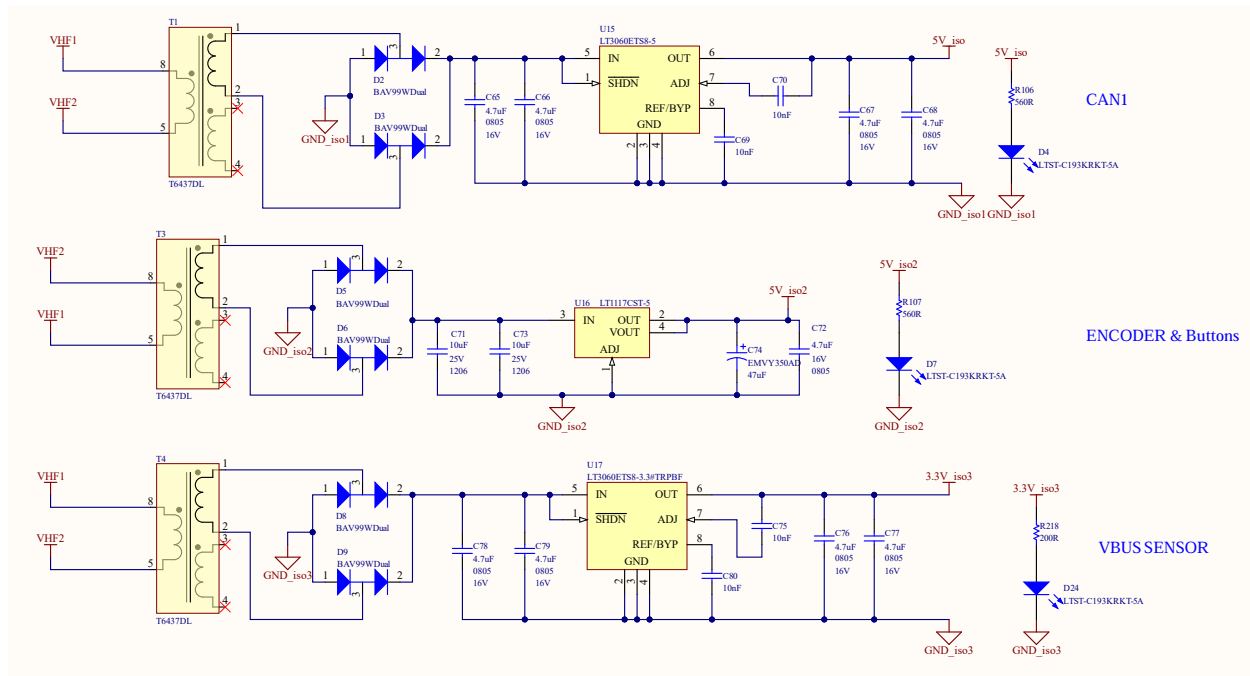 T1
VHF1
8
VHF2
5
1
2
3
4
T6437DL
1
3
2
D2
BAV99WDual
D3
BAV99WDual
1
3
2
GND_iso1
C65
4.7uF
0805
16V
C66
4.7uF
0805
16V
U15
LT3060ETS8-5
5
IN
OUT
6
1
SHDN
ADJ
7
REF/BYP
8
GND
2
3
4
C70
10nF
C69
10nF
C67
4.7uF
0805
16V
C68
4.7uF
0805
16V
5V_iso
GND_iso1
5V_iso
R106
560R
D4
LTST-C193KRKT-5A
GND_iso1
CAN1
T3
VHF2
8
VHF1
5
1
2
3
4
T6437DL
1
3
2
D5
BAV99WDual
D6
BAV99WDual
1
3
2
GND_iso2
C71
10uF
25V
1206
C73
10uF
25V
1206
U16
LT1117CST-5
3
IN
OUT
2
VOUT
4
ADJ
1
GND_iso2
5V_iso2
C74
EMVY350AD
47uF
C72
4.7uF
16V
0805
5V_iso2
R107
560R
D7
LTST-C193KRKT-5A
GND_iso2
ENCODER & Buttons
T4
VHF1
8
VHF2
5
1
2
3
4
T6437DL
1
3
2
D8
BAV99WDual
D9
BAV99WDual
1
3
2
GND_iso3
C78
4.7uF
0805
16V
C79
4.7uF
0805
16V
U17
LT3060ETS8-3.3#TRPBF
5
IN
OUT
6
1
SHDN
ADJ
7
REF/BYP
8
GND
2
3
4
C75
10nF
C80
10nF
C76
4.7uF
0805
16V
C77
4.7uF
0805
16V
3.3V_iso3
GND_iso3
3.3V_iso3
R218
200R
D24
LTST-C193KRKT-5A
GND_iso3
VBUS SENSOR